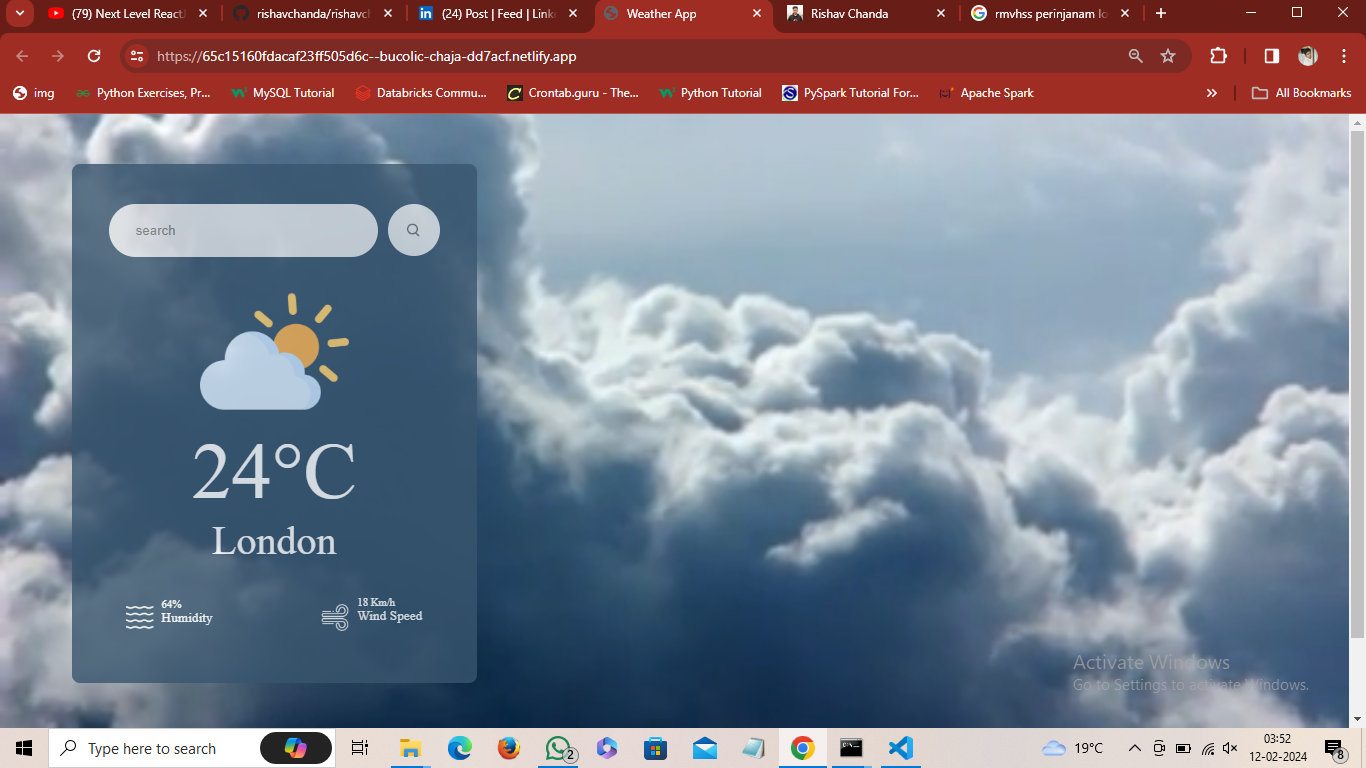 (79) Next Level React
rishavchanda/rishavch
(24) Post | Feed | Link
Weather App
Rishav Chanda
rmvhss perinjanam lo
https://65c15160fdacaf23ff505d6c--bucolic-chaja-dd7acf.netlify.app
img
Python Exercises, Pr...
MySQL Tutorial
Databricks Commu...
Crontab.guru - The...
Python Tutorial
PySpark Tutorial For...
Apache Spark
All Bookmarks
search
24°C
London
64%
Humidity
18 Km/h
Wind Speed
Activate Windows
Go to Settings to activate Windows.
Type here to search
2
19°C
03:52
12-02-2024
8